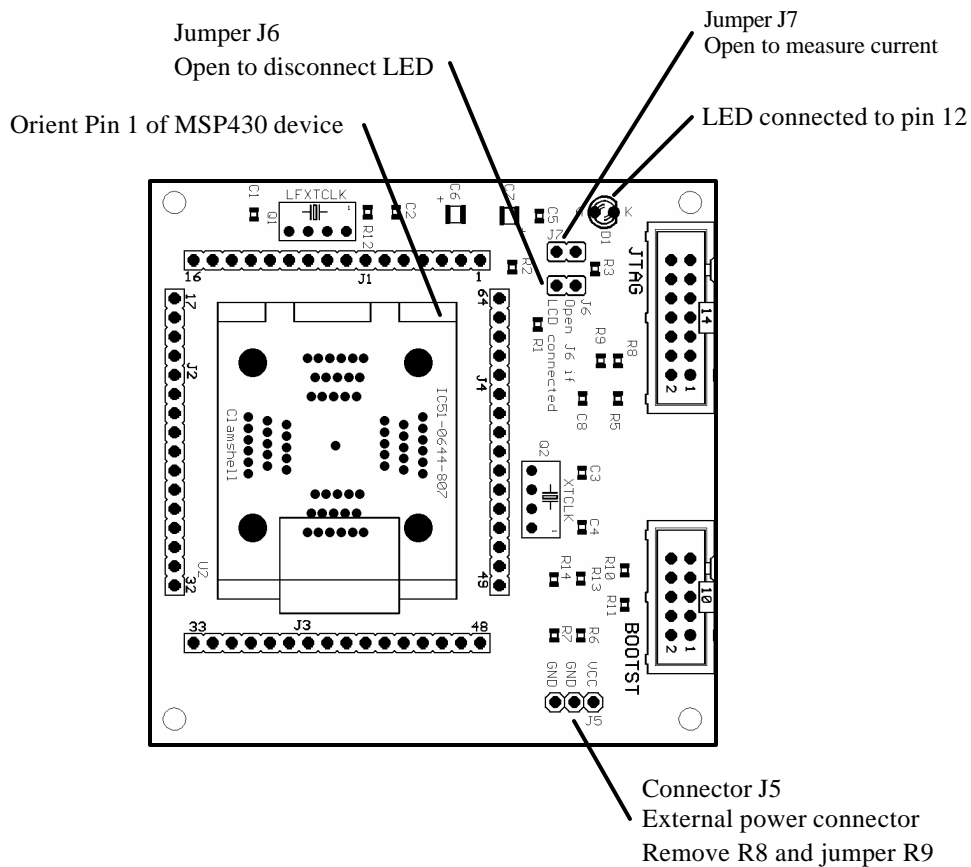 Jumper J6
Open to disconnect LED
Jumper J7
Open to measure current
Orient Pin 1 of MSP430 device
LED connected to pin 12
C1
LFXTCLK
Q1
R12
C2
C6
+
C7
+
C5
K
D1
J7
R2
R3
J6
Open J6 if
LCD connected
JTAG
14
2
1
16
J1
1
17
J2
32
64
J4
49
R1
R9
R8
C8
R5
Clamshell
IC51-0644-807
Q2
XTCLK
C3
C4
U2
R14
R13
R10
R11
10
2
1
BOOTST
33
J3
48
R7
R6
GND
GND
VCC
J5
Connector J5
External power connector
Remove R8 and jumper R9